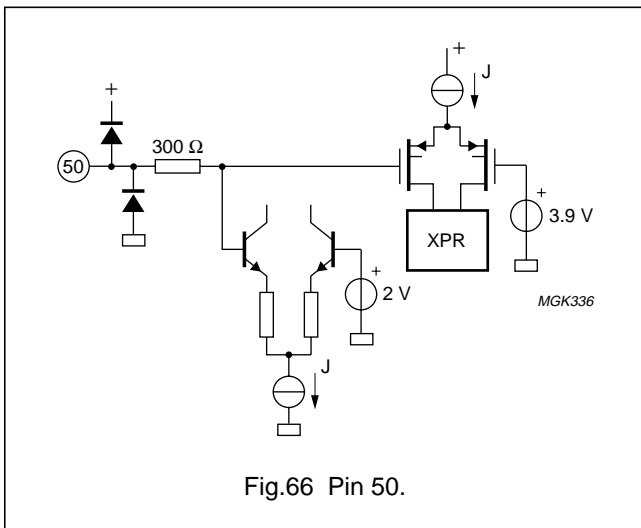 +
J
+
300 Ω
50
+
3.9 V
XPR
+
2 V
MGK336
J
Fig.66 Pin 50.